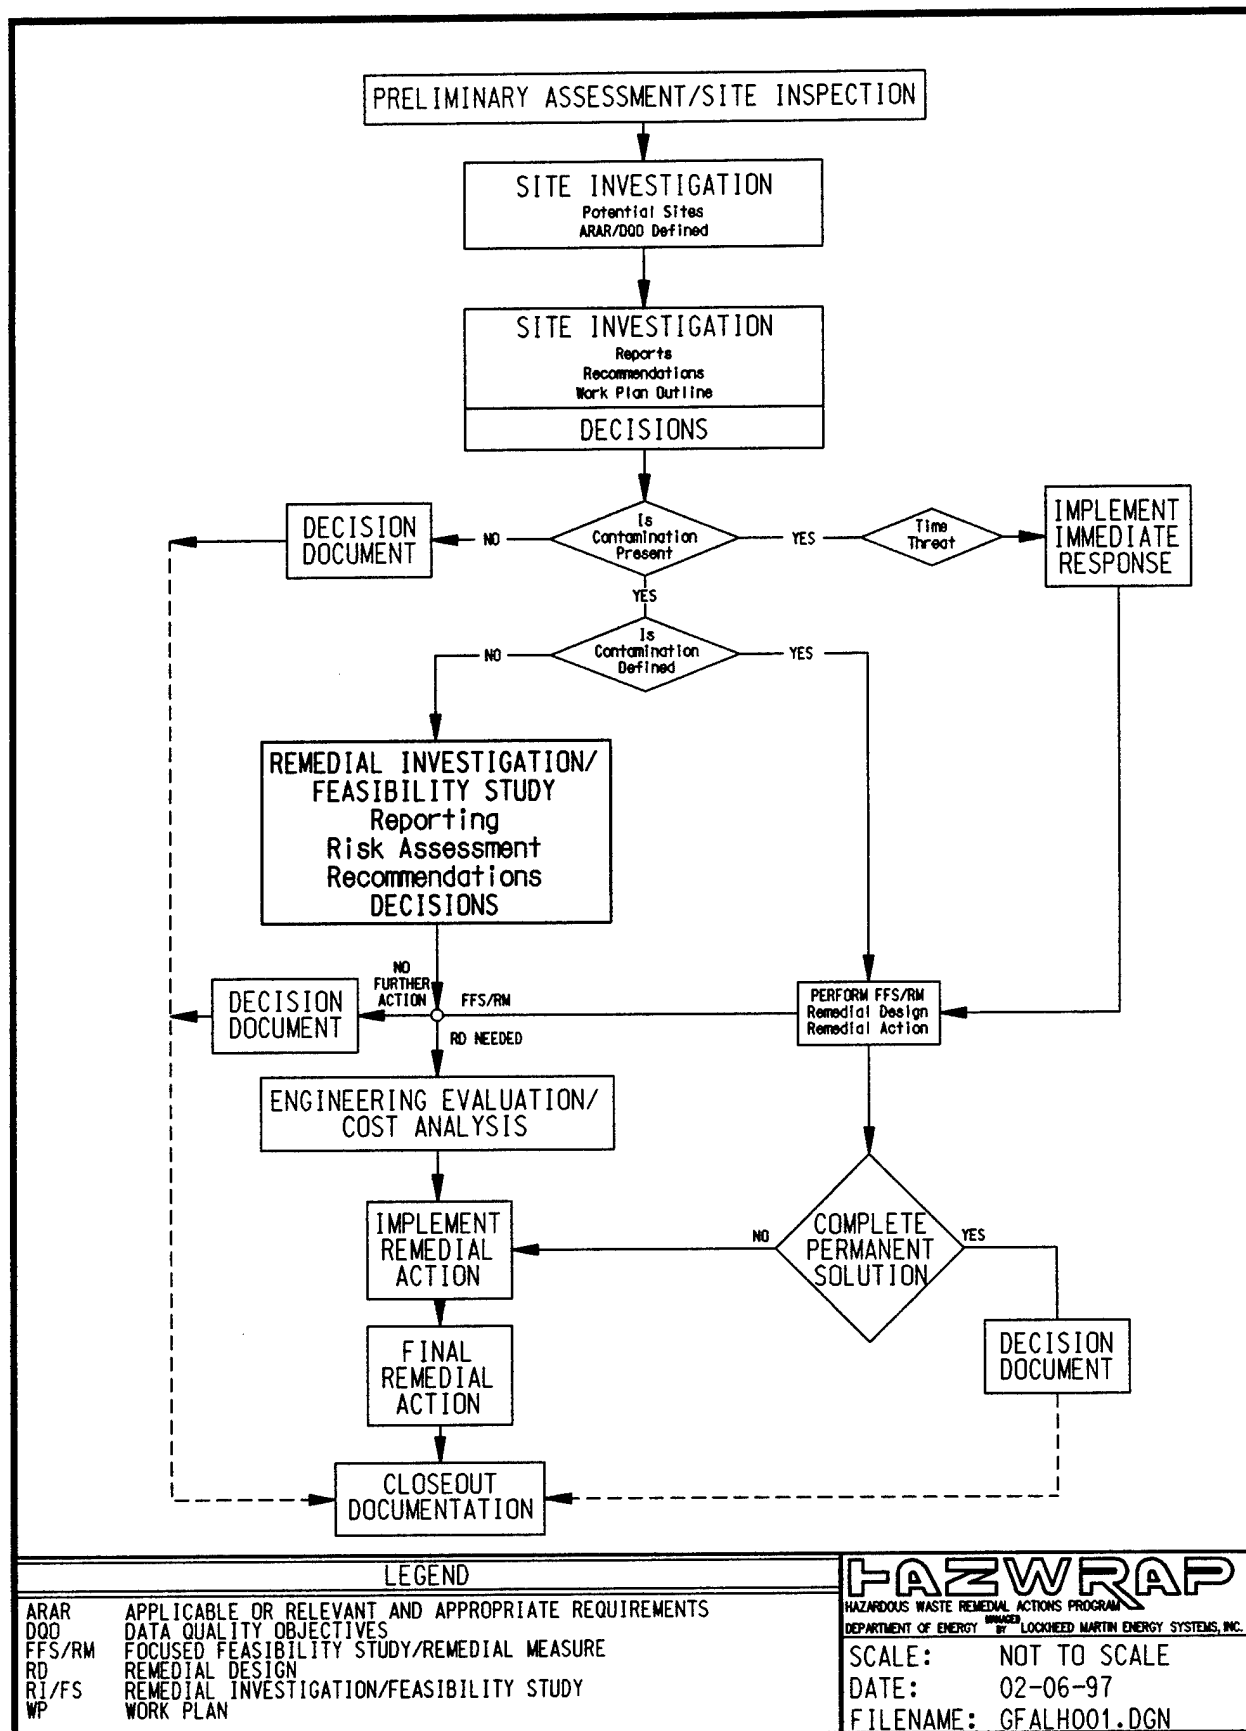 PRELIMINARY ASSESSMENT/SITE INSPECTION
SITE INVESTIGATION
Potential Sites
ARAR/DQO Defined
SITE INVESTIGATION
Reports
Recommendations
Work Plan Outline
DECISIONS
DECISION
DOCUMENT
NO
Is
Contamination
Present
YES
Time
Threat
IMPLEMENT
IMMEDIATE
RESPONSE
YES
NO
Is
Contamination
Defined
YES
REMEDIAL INVESTIGATION/
FEASIBILITY STUDY
Reporting
Risk Assessment
Recommendations
DECISIONS
NO
FURTHER
ACTION
FFS/RM
DECISION
DOCUMENT
RD NEEDED
PERFORM FFS/RM
Remedial Design
Remedial Action
ENGINEERING EVALUATION/
COST ANALYSIS
IMPLEMENT
REMEDIAL
ACTION
NO
COMPLETE
PERMANENT
SOLUTION
YES
FINAL
REMEDIAL
ACTION
DECISION
DOCUMENT
CLOSEOUT
DOCUMENTATION
LEGEND
ARAR APPLICABLE OR RELEVANT AND APPROPRIATE REQUIREMENTS
DQO DATA QUALITY OBJECTIVES
FFS/RM FOCUSED FEASIBILITY STUDY/REMEDIAL MEASURE
RD REMEDIAL DESIGN
RI/FS REMEDIAL INVESTIGATION/FEASIBILITY STUDY
WP WORK PLAN
HAZWRAP
HAZARDOUS WASTE REMEDIAL ACTIONS PROGRAM
DEPARTMENT OF ENERGY MANAGED BY LOCKHEED MARTIN ENERGY SYSTEMS, INC.
SCALE: NOT TO SCALE
DATE: 02-06-97
FILENAME: GFALH001.DGN